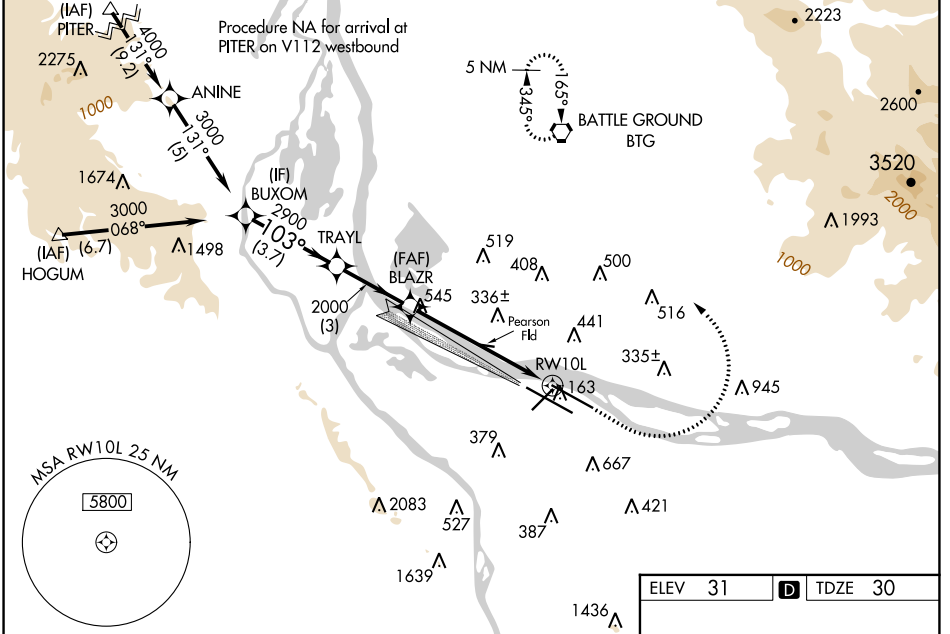 (IAF)
PITER
4000
131°
(9.2)
Procedure NA for arrival at
PITER on V112 westbound
2223
2275
1000
ANINE
3000
131°
(5)
5 NM
345°
165°
BATTLE GROUND
BTG
2600
3520
2000
1674
(IF)
BUXOM
2900
103°
(3.7)
3000
068°
(6.7)
(IAF)
HOGUM
1498
TRAYL
1993
1000
(FAF)
BLAZR
545
2000
(3)
519
408
500
336±
516
Pearson
Fld
441
335±
RW10L
163
945
379
667
MSA RW10L 25 NM
5800
2083
527
387
421
1639
1436
ELEV 31
D
TDZE 30